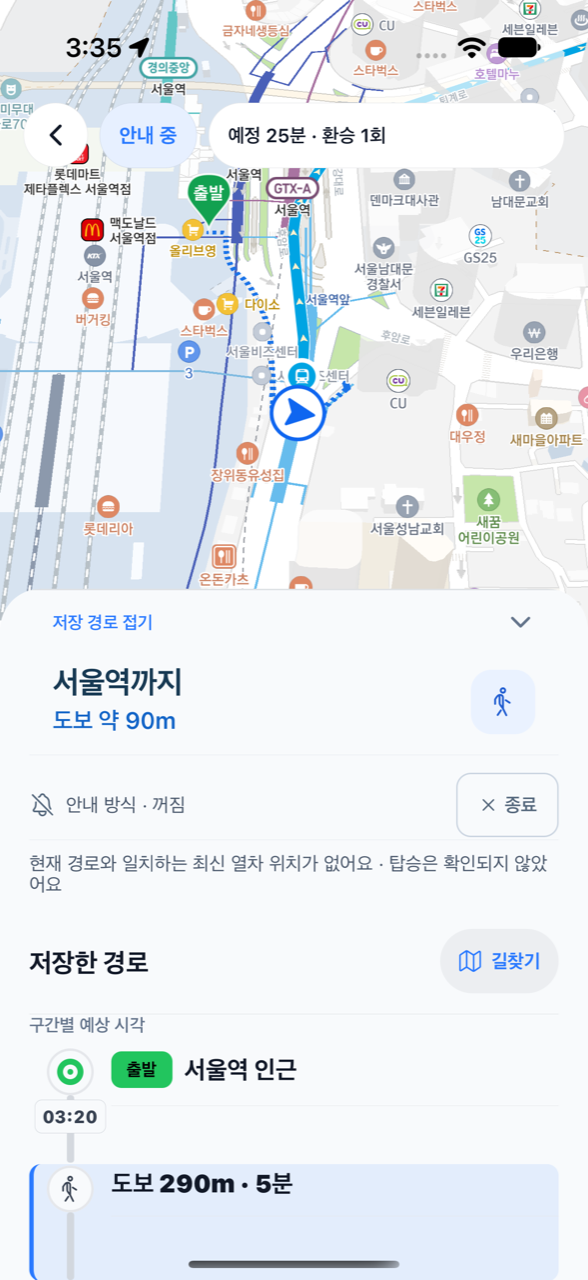 3:35
금자네생등심
CU
스타벅스
스타벅스
세븐일레븐
호텔마누
퇴계로
경의중앙
서울역
안내 중
예정 25분 · 환승 1회
롯데마트
제타플렉스 서울역점
서울역
출발
GTX-A
서울역
덴마크대사관
남대문교회
맥도날드
서울역점
올리브영
GS25
GS25
서울남대문
경찰서
ATX
서울역
버거킹
다이소
스타벅스
서울역앞
세븐일레븐
후암로
우리은행
서울비즈센터
P
3
CU
CU
대우정
새마을아파트
장위동유성집
롯데리아
서울성남교회
새꿈
어린이공원
온돈카츠
저장 경로 접기
서울역까지
도보 약 90m
안내 방식 · 꺼짐
종료
현재 경로와 일치하는 최신 열차 위치가 없어요 · 탑승은 확인되지 않았
어요
저장한 경로
길찾기
구간별 예상 시각
출발
서울역 인근
03:20
도보 290m · 5분